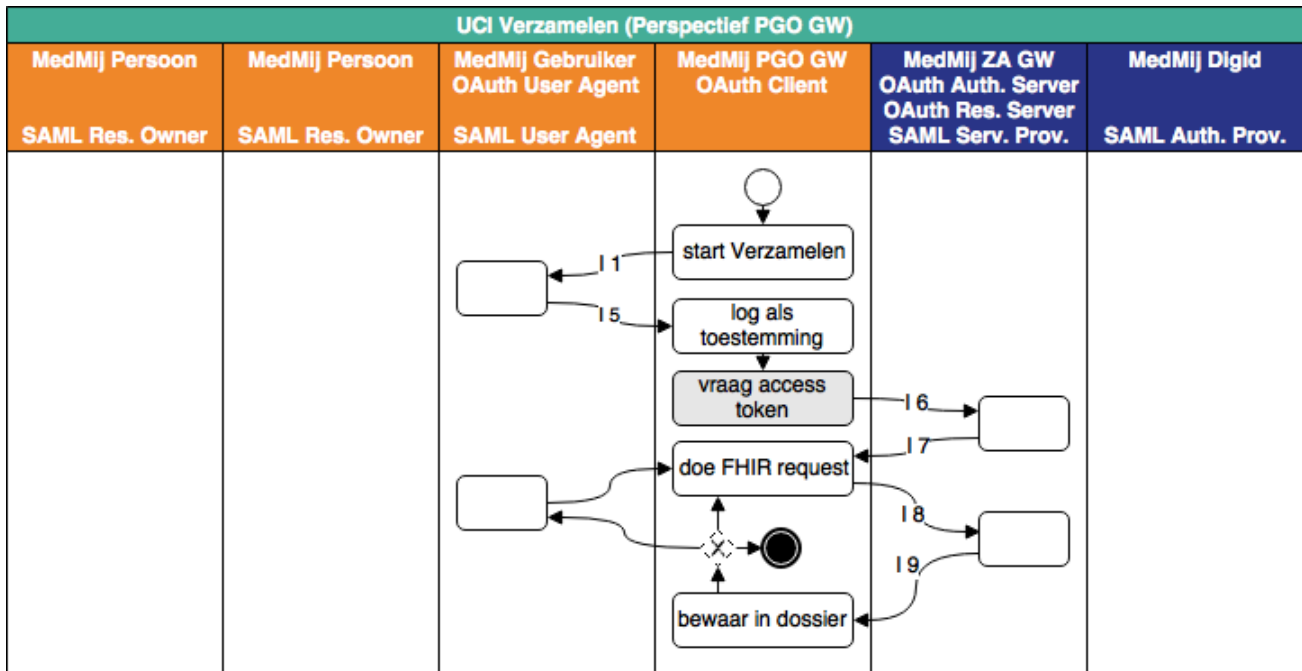 UCI Verzamelen (Perspectief PGO GW)
MedMij Persoon
SAML Res. Owner
MedMij Persoon
SAML Res. Owner
MedMij Gebruiker
OAuth User Agent
SAML User Agent
MedMij PGO GW
OAuth Client
MedMij ZA GW
OAuth Auth. Server
OAuth Res. Server
SAML Serv. Prov.
MedMij Digid
SAML Auth. Prov.
start Verzamelen
I 1
I 5
log als
toestemming
vraag access
token
I 6
I 7
doe FHIR request
I 8
X
I 9
bewaar in dossier